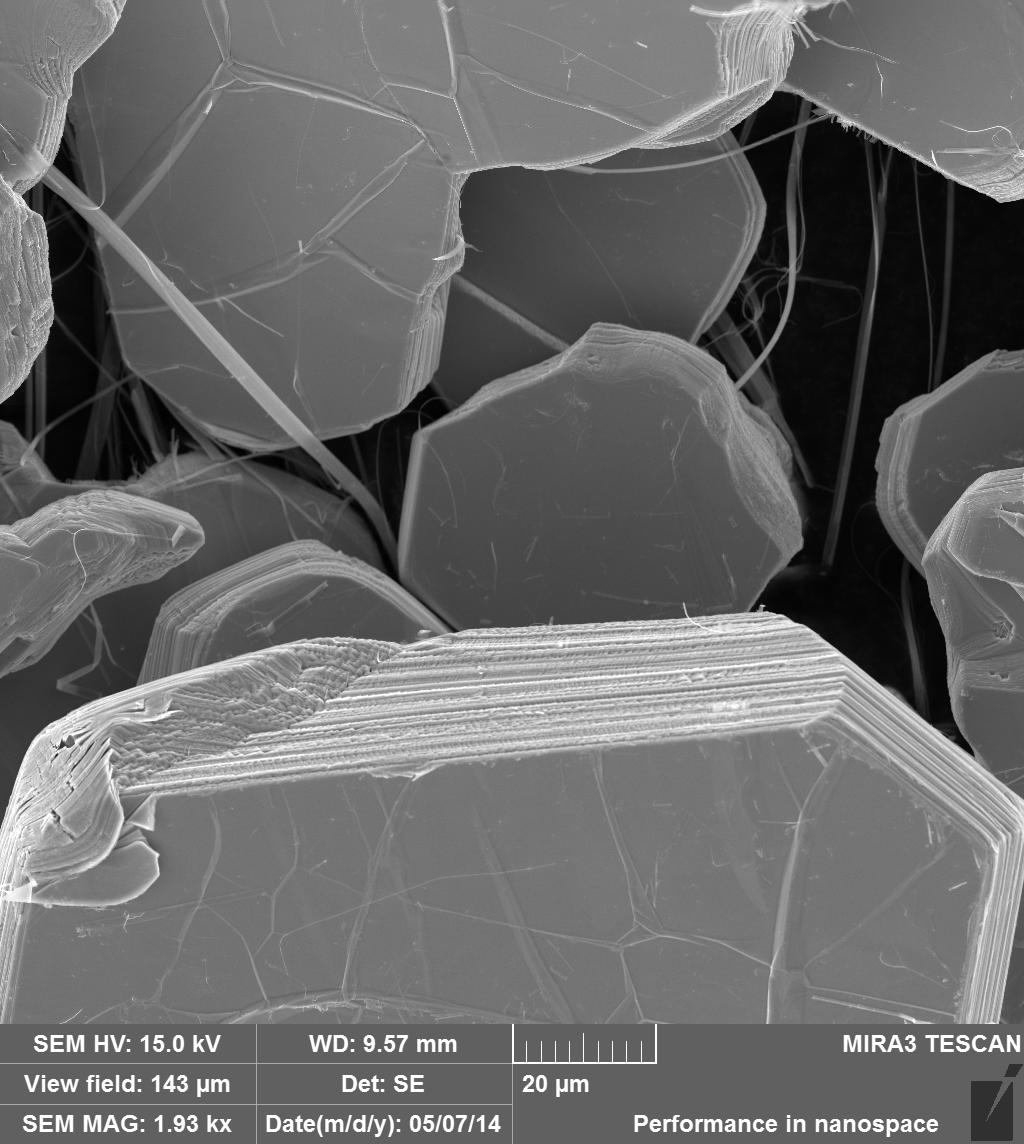 SEM HV: 15.0 kV
WD: 9.57 mm
MIRA3 TESCAN
View field: 143 µm
Det: SE
20 µm
SEM MAG: 1.93 kx
Date(m/d/y): 05/07/14
Performance in nanospace